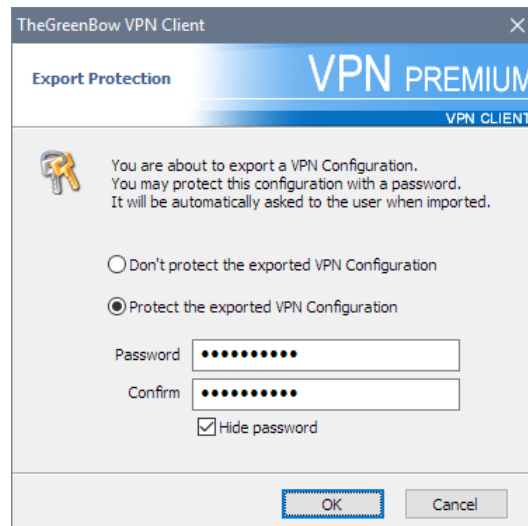 TheGreenBow VPN Client
Export Protection
VPN PREMIUM
VPN CLIENT
You are about to export a VPN Configuration.
You may protect this configuration with a password.
It will be automatically asked to the user when imported.
Don't protect the exported VPN Configuration
Protect the exported VPN Configuration
Password ••••••••••
Confirm ••••••••••
Hide password
OK Cancel